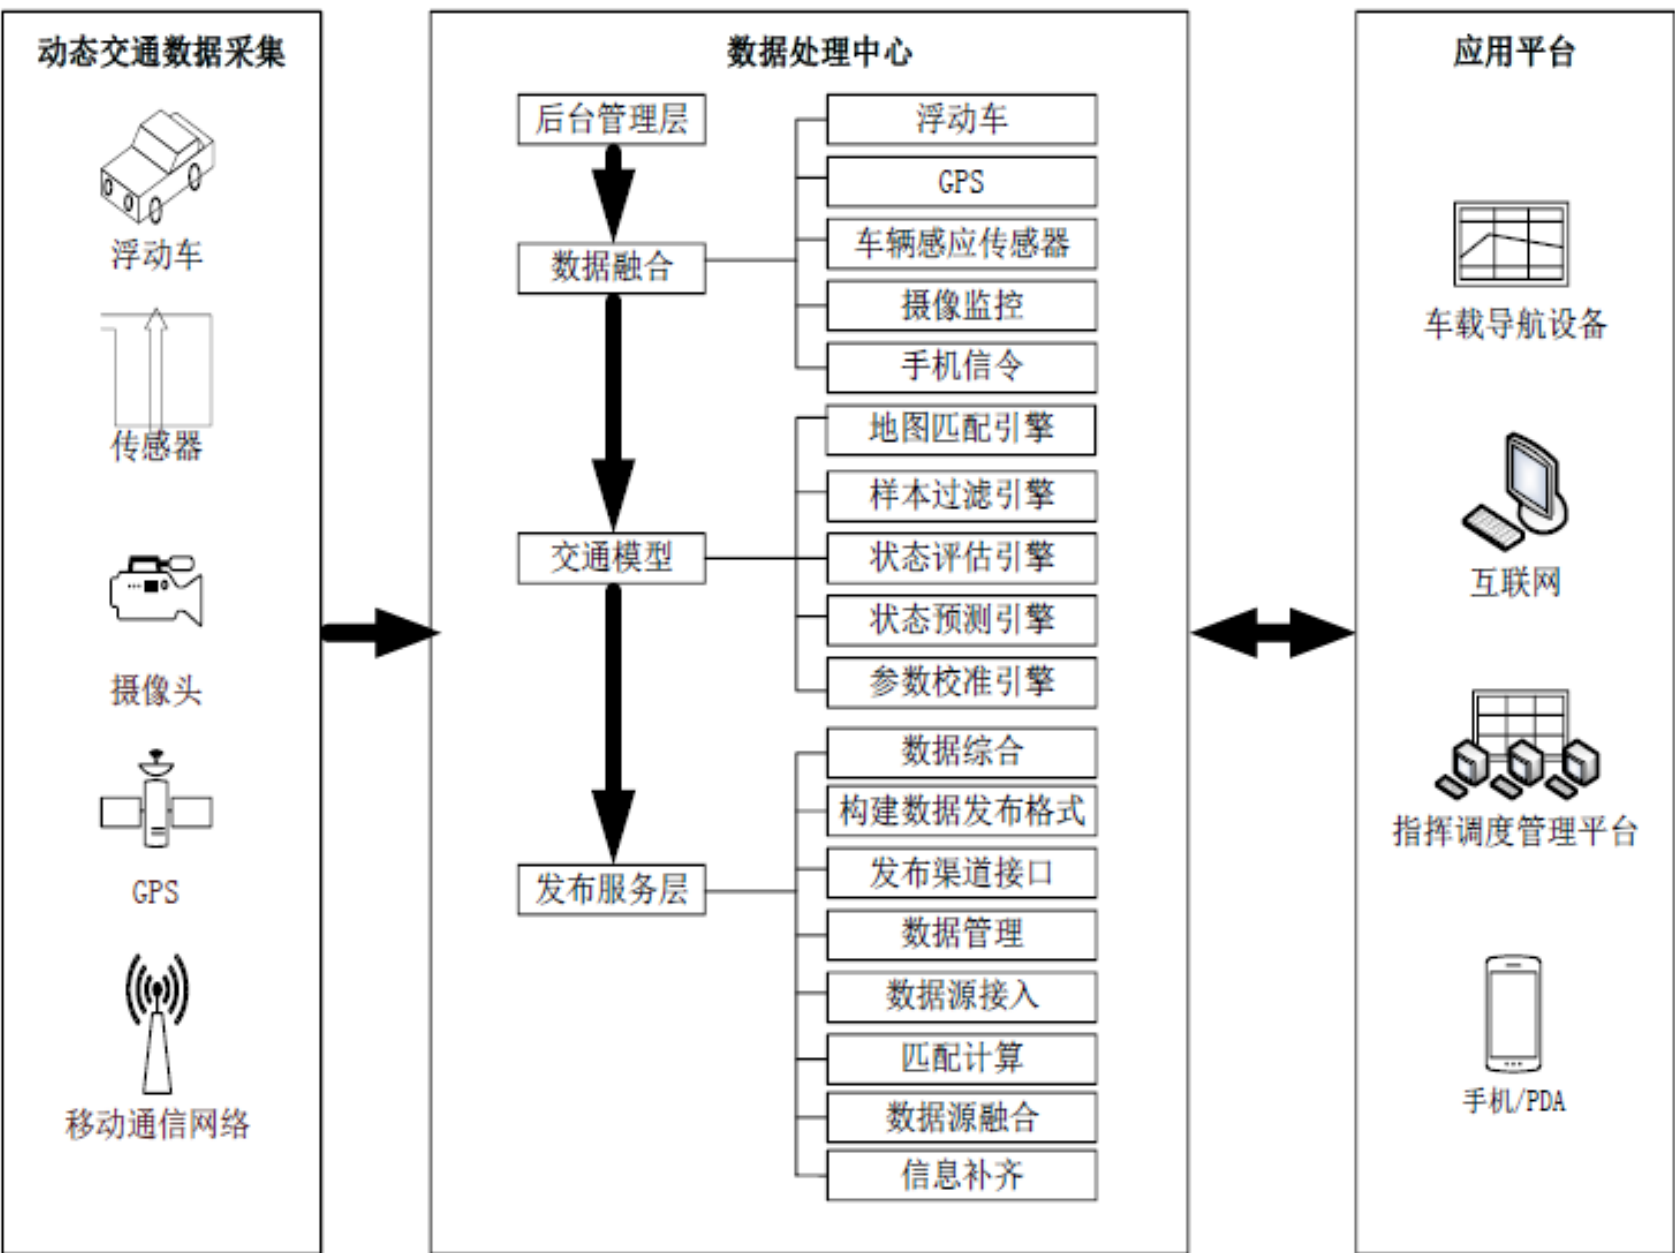 动态交通数据采集
浮动车
传感器
摄像头
GPS
移动通信网络
数据处理中心
后台管理层
数据融合
交通模型
发布服务层
浮动车
GPS
车辆感应传感器
摄像监控
手机信令
地图匹配引擎
样本过滤引擎
状态评估引擎
状态预测引擎
参数校准引擎
数据综合
构建数据发布格式
发布渠道接口
数据管理
数据源接入
匹配计算
数据源融合
信息补齐
应用平台
车载导航设备
互联网
指挥调度管理平台
手机/PDA